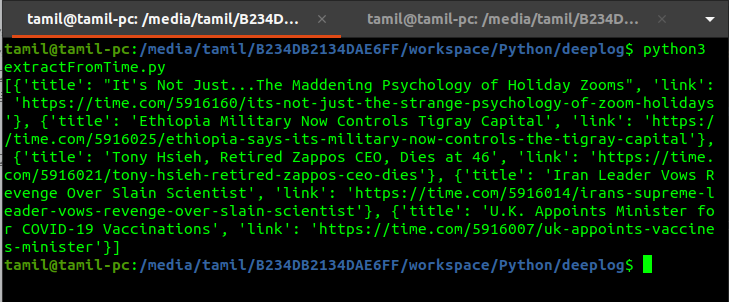 tamil@tamil-pc: /media/tamil/B234D... × tamil@tamil-pc: /media/tamil/B234D... ×
tamil@tamil-pc:/media/tamil/B234DB2134DAE6FF/workspace/Python/deeplog$ python3
extractFromTime.py
[{'title': "It's Not Just...The Maddening Psychology of Holiday Zooms", 'link':
 'https://time.com/5916160/its-not-just-the-strange-psychology-of-zoom-holidays
'}, {'title': 'Ethiopia Military Now Controls Tigray Capital', 'link': 'https:/
/time.com/5916025/ethiopia-says-its-military-now-controls-the-tigray-capital'},
 {'title': 'Tony Hsieh, Retired Zappos CEO, Dies at 46', 'link': 'https://time.
com/5916021/tony-hsieh-retired-zappos-ceo-dies'}, {'title': 'Iran Leader Vows R
evenge Over Slain Scientist', 'link': 'https://time.com/5916014/irans-supreme-l
eader-vows-revenge-over-slain-scientist'}, {'title': 'U.K. Appoints Minister fo
r COVID-19 Vaccinations', 'link': 'https://time.com/5916007/uk-appoints-vaccine
s-minister'}]
tamil@tamil-pc:/media/tamil/B234DB2134DAE6FF/workspace/Python/deeplog$